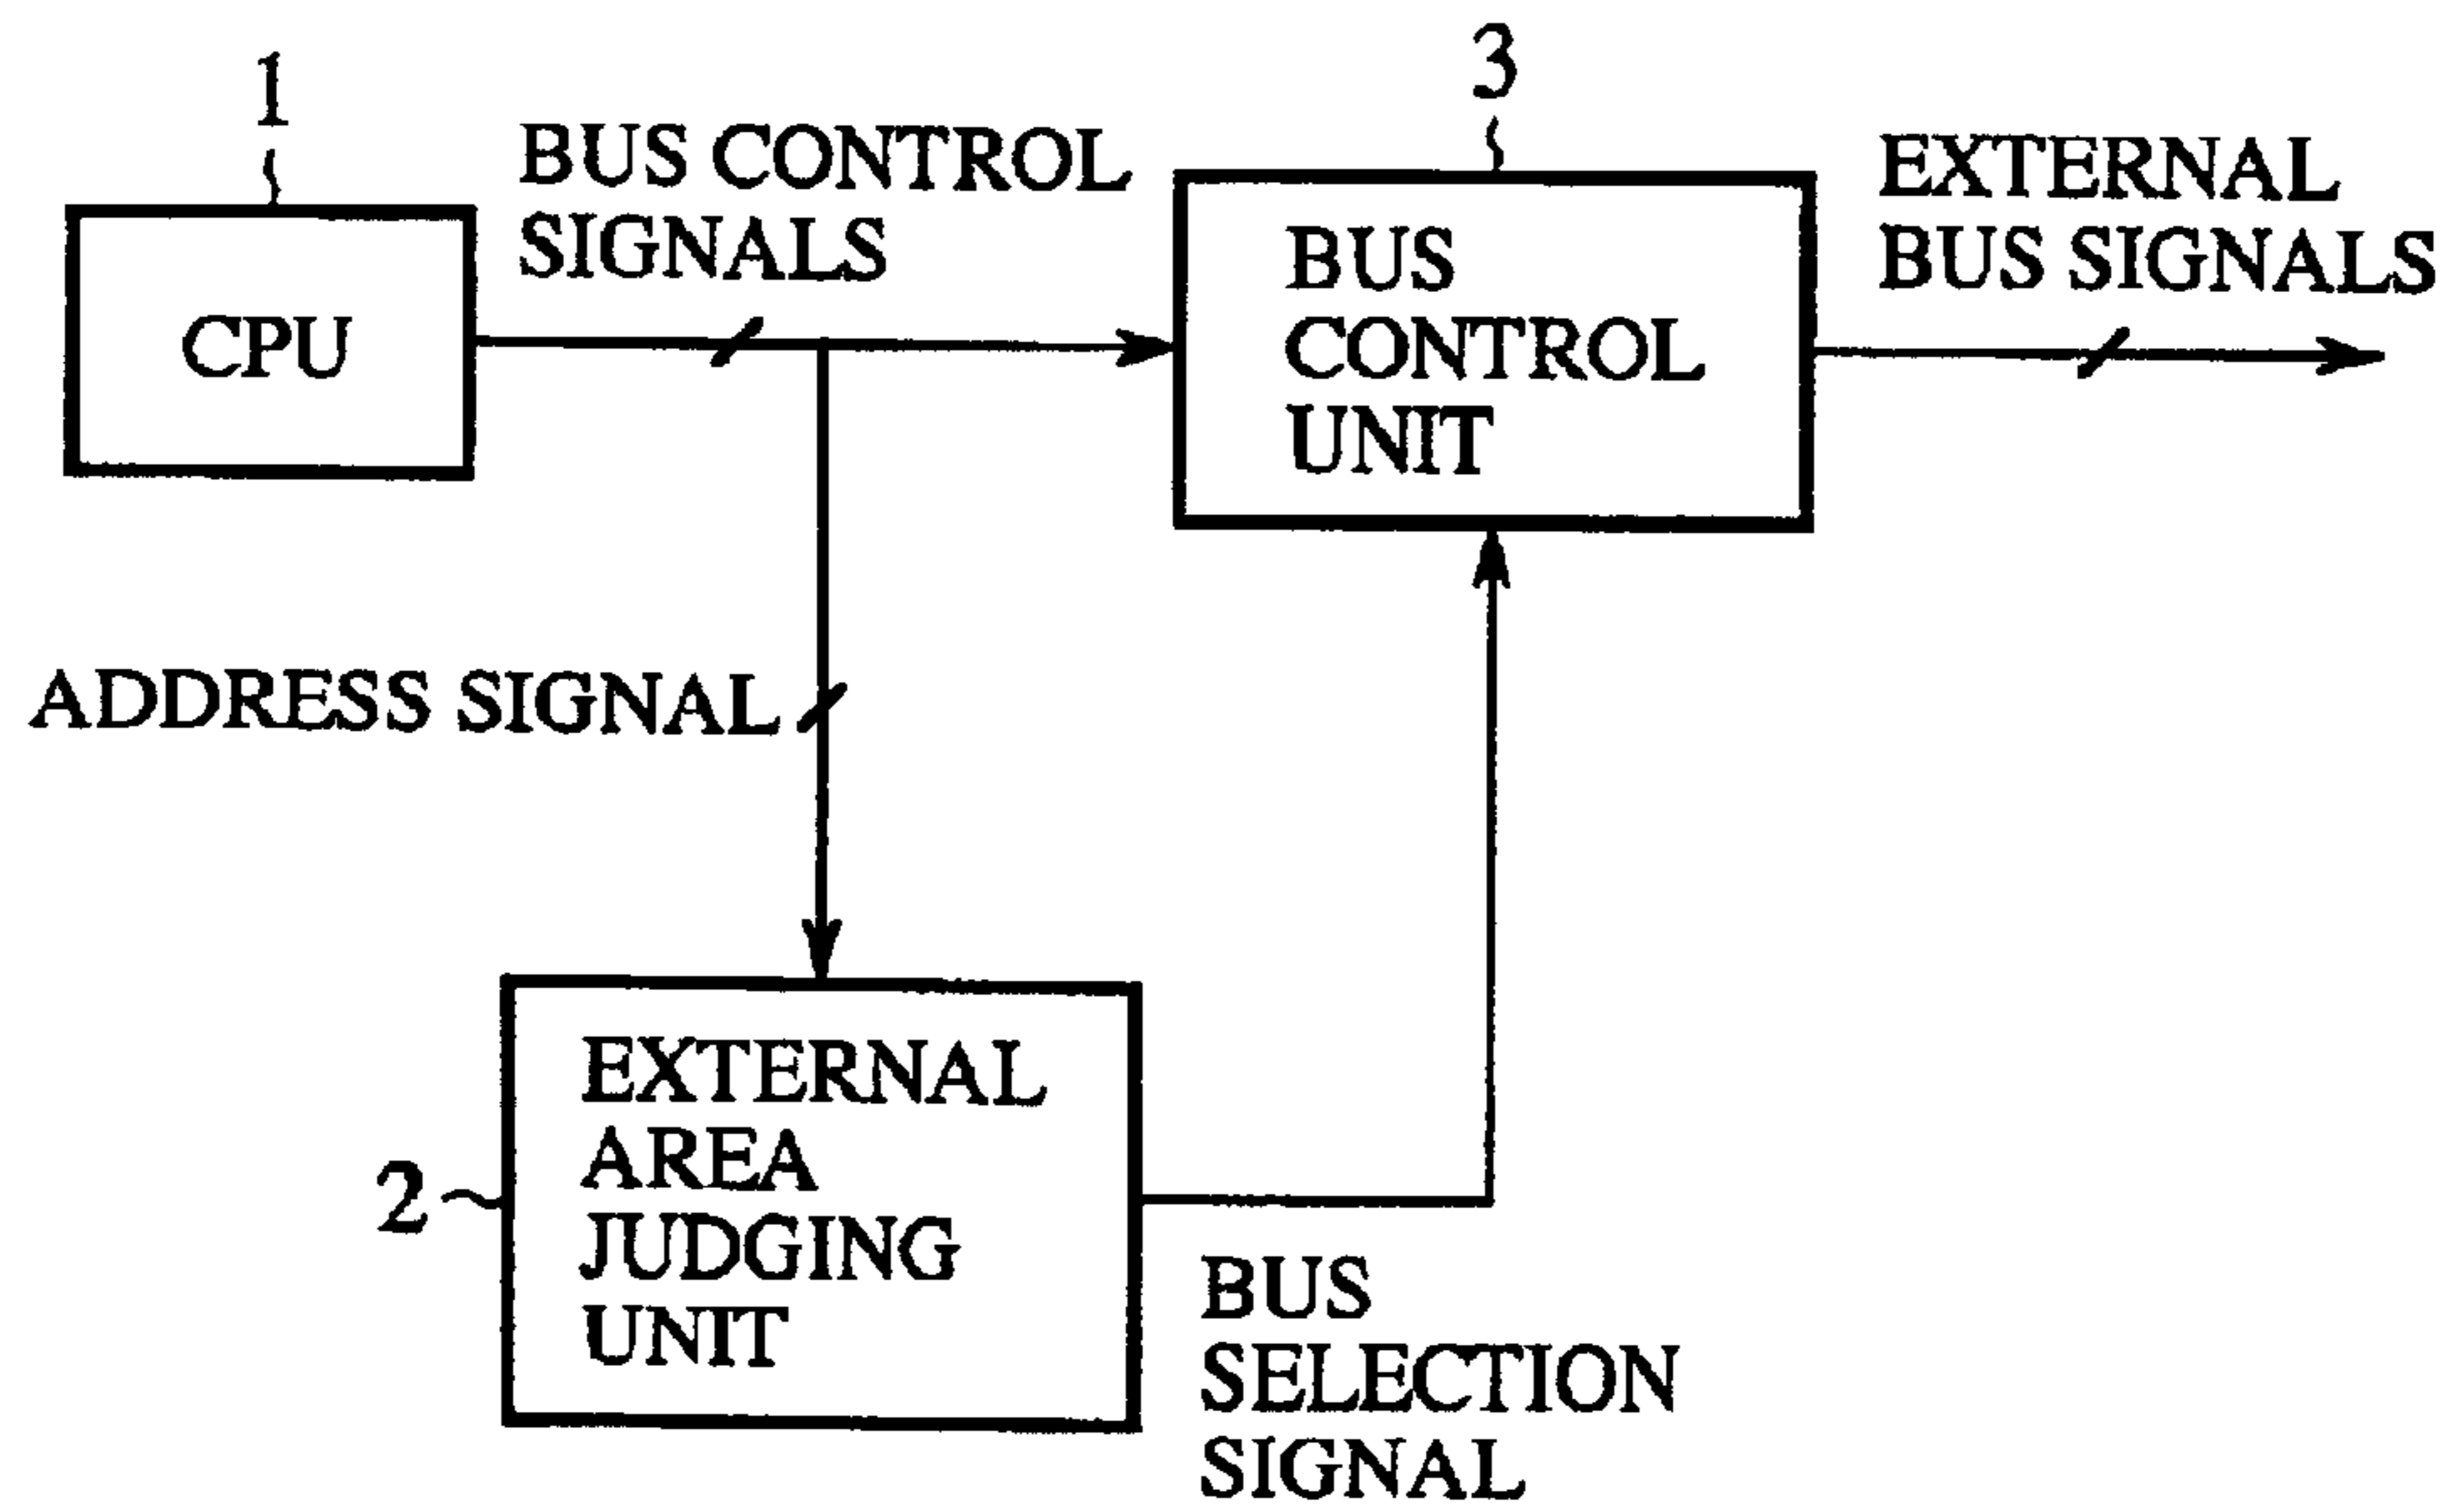 1
BUS CONTROL
SIGNALS
CPU
3
BUS
CONTROL
UNIT
EXTERNAL
BUS SIGNALS
ADDRESS SIGNAL
2
EXTERNAL
AREA
JUDGING
UNIT
BUS
SELECTION
SIGNAL